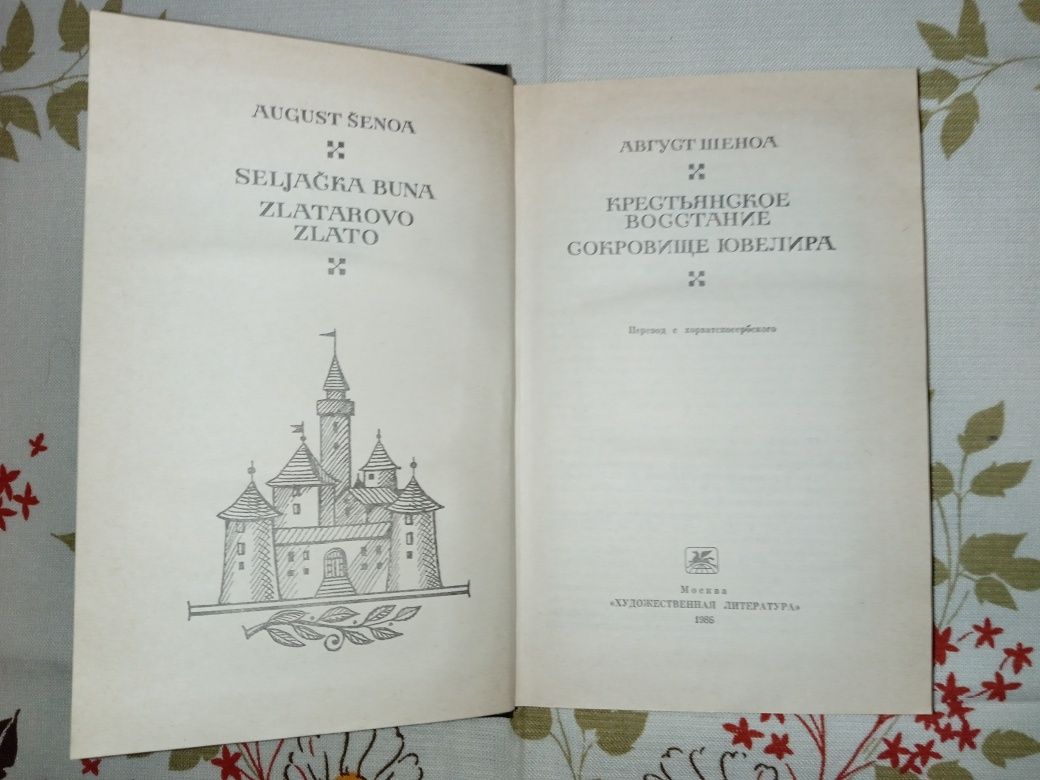 AUGUST ŠENOA
SELJAČKA BUNA
ZLATAROVO
ZLATO
АВГУСТ ШЕНОА
КРЕСТЬЯНСКОЕ
ВОССТАНИЕ
СОКРОВИЩЕ ЮВЕЛИРА
Перевод с хорватскосербского
Москва
«ХУДОЖЕСТВЕННАЯ ЛИТЕРАТУРА»
1986